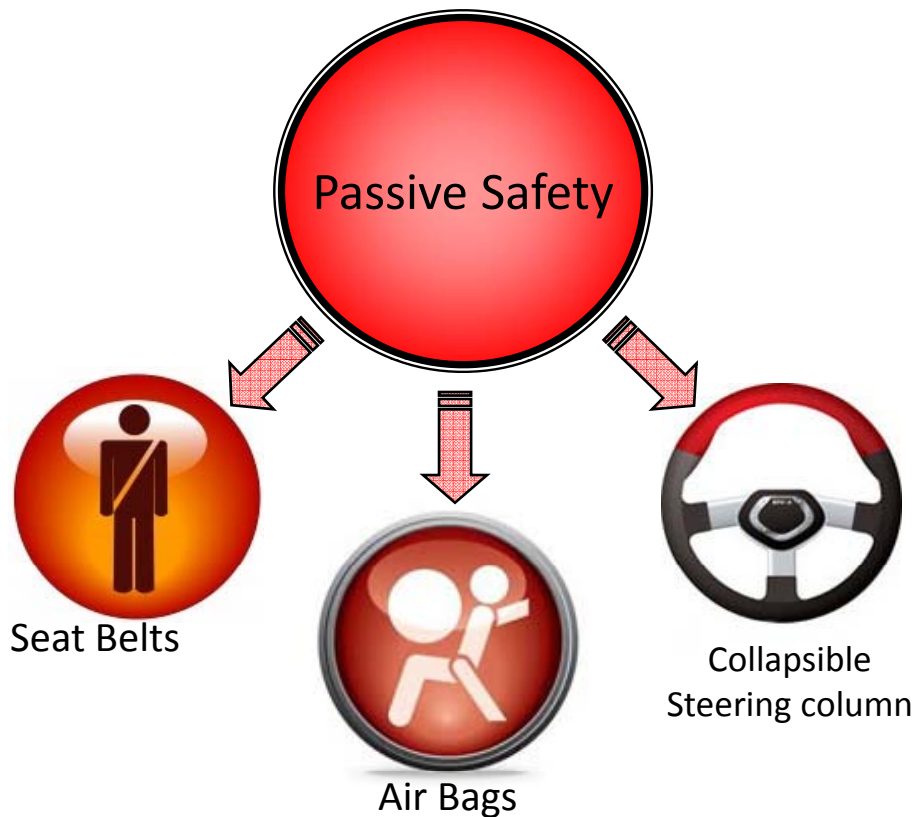 Passive Safety
Seat Belts
Air Bags
Collapsible
Steering column